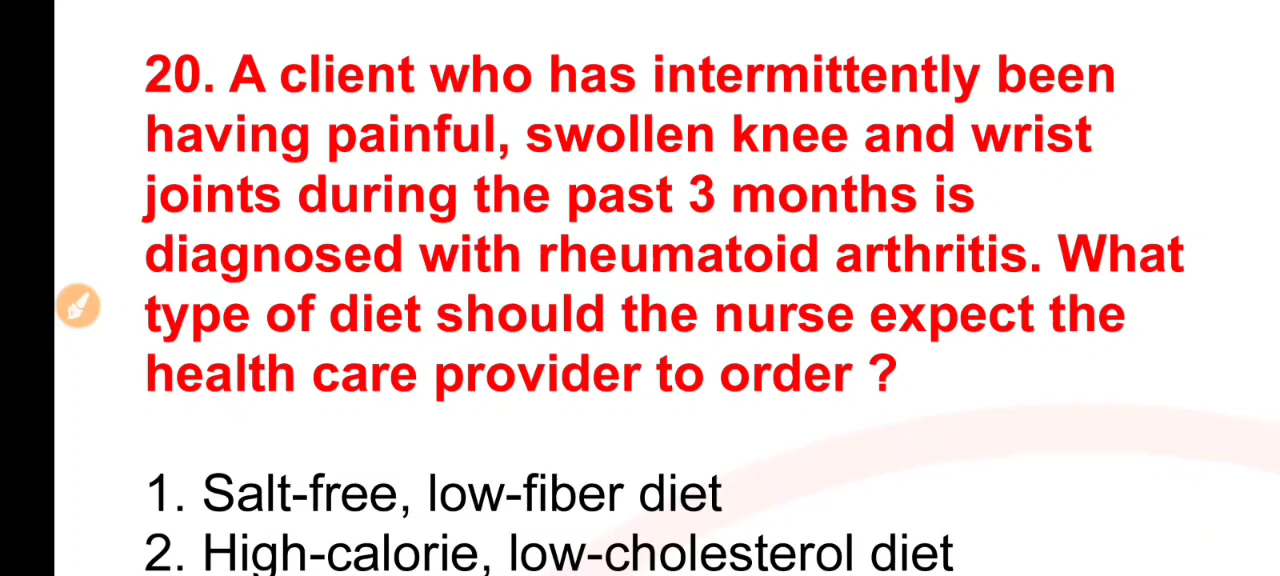 20. A client who has intermittently been
having painful, swollen knee and wrist
joints during the past 3 months is
diagnosed with rheumatoid arthritis. What
type of diet should the nurse expect the
health care provider to order ?
1. Salt-free, low-fiber diet
2. High-calorie, low-cholesterol diet